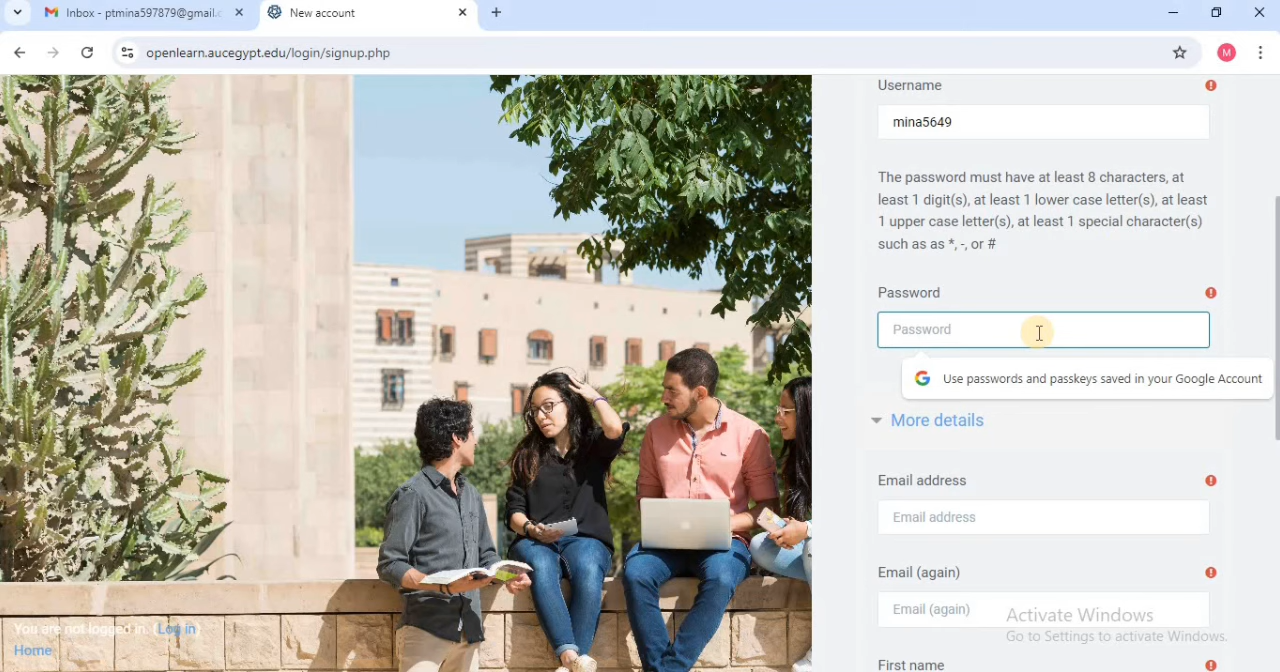 Inbox - ptmina597879@gmail.c
New account
openlearn.aucegypt.edu/login/signup.php
M
Username
mina5649
The password must have at least 8 characters, at
least 1 digit(s), at least 1 lower case letter(s), at least
1 upper case letter(s), at least 1 special character(s)
such as as *, -, or #
Password
Password
Use passwords and passkeys saved in your Google Account
More details
Email address
Email address
Email (again)
Email (again)
Activate Windows
Go to Settings to activate Windows.
You are not logged in. (Log in)
Home
First name